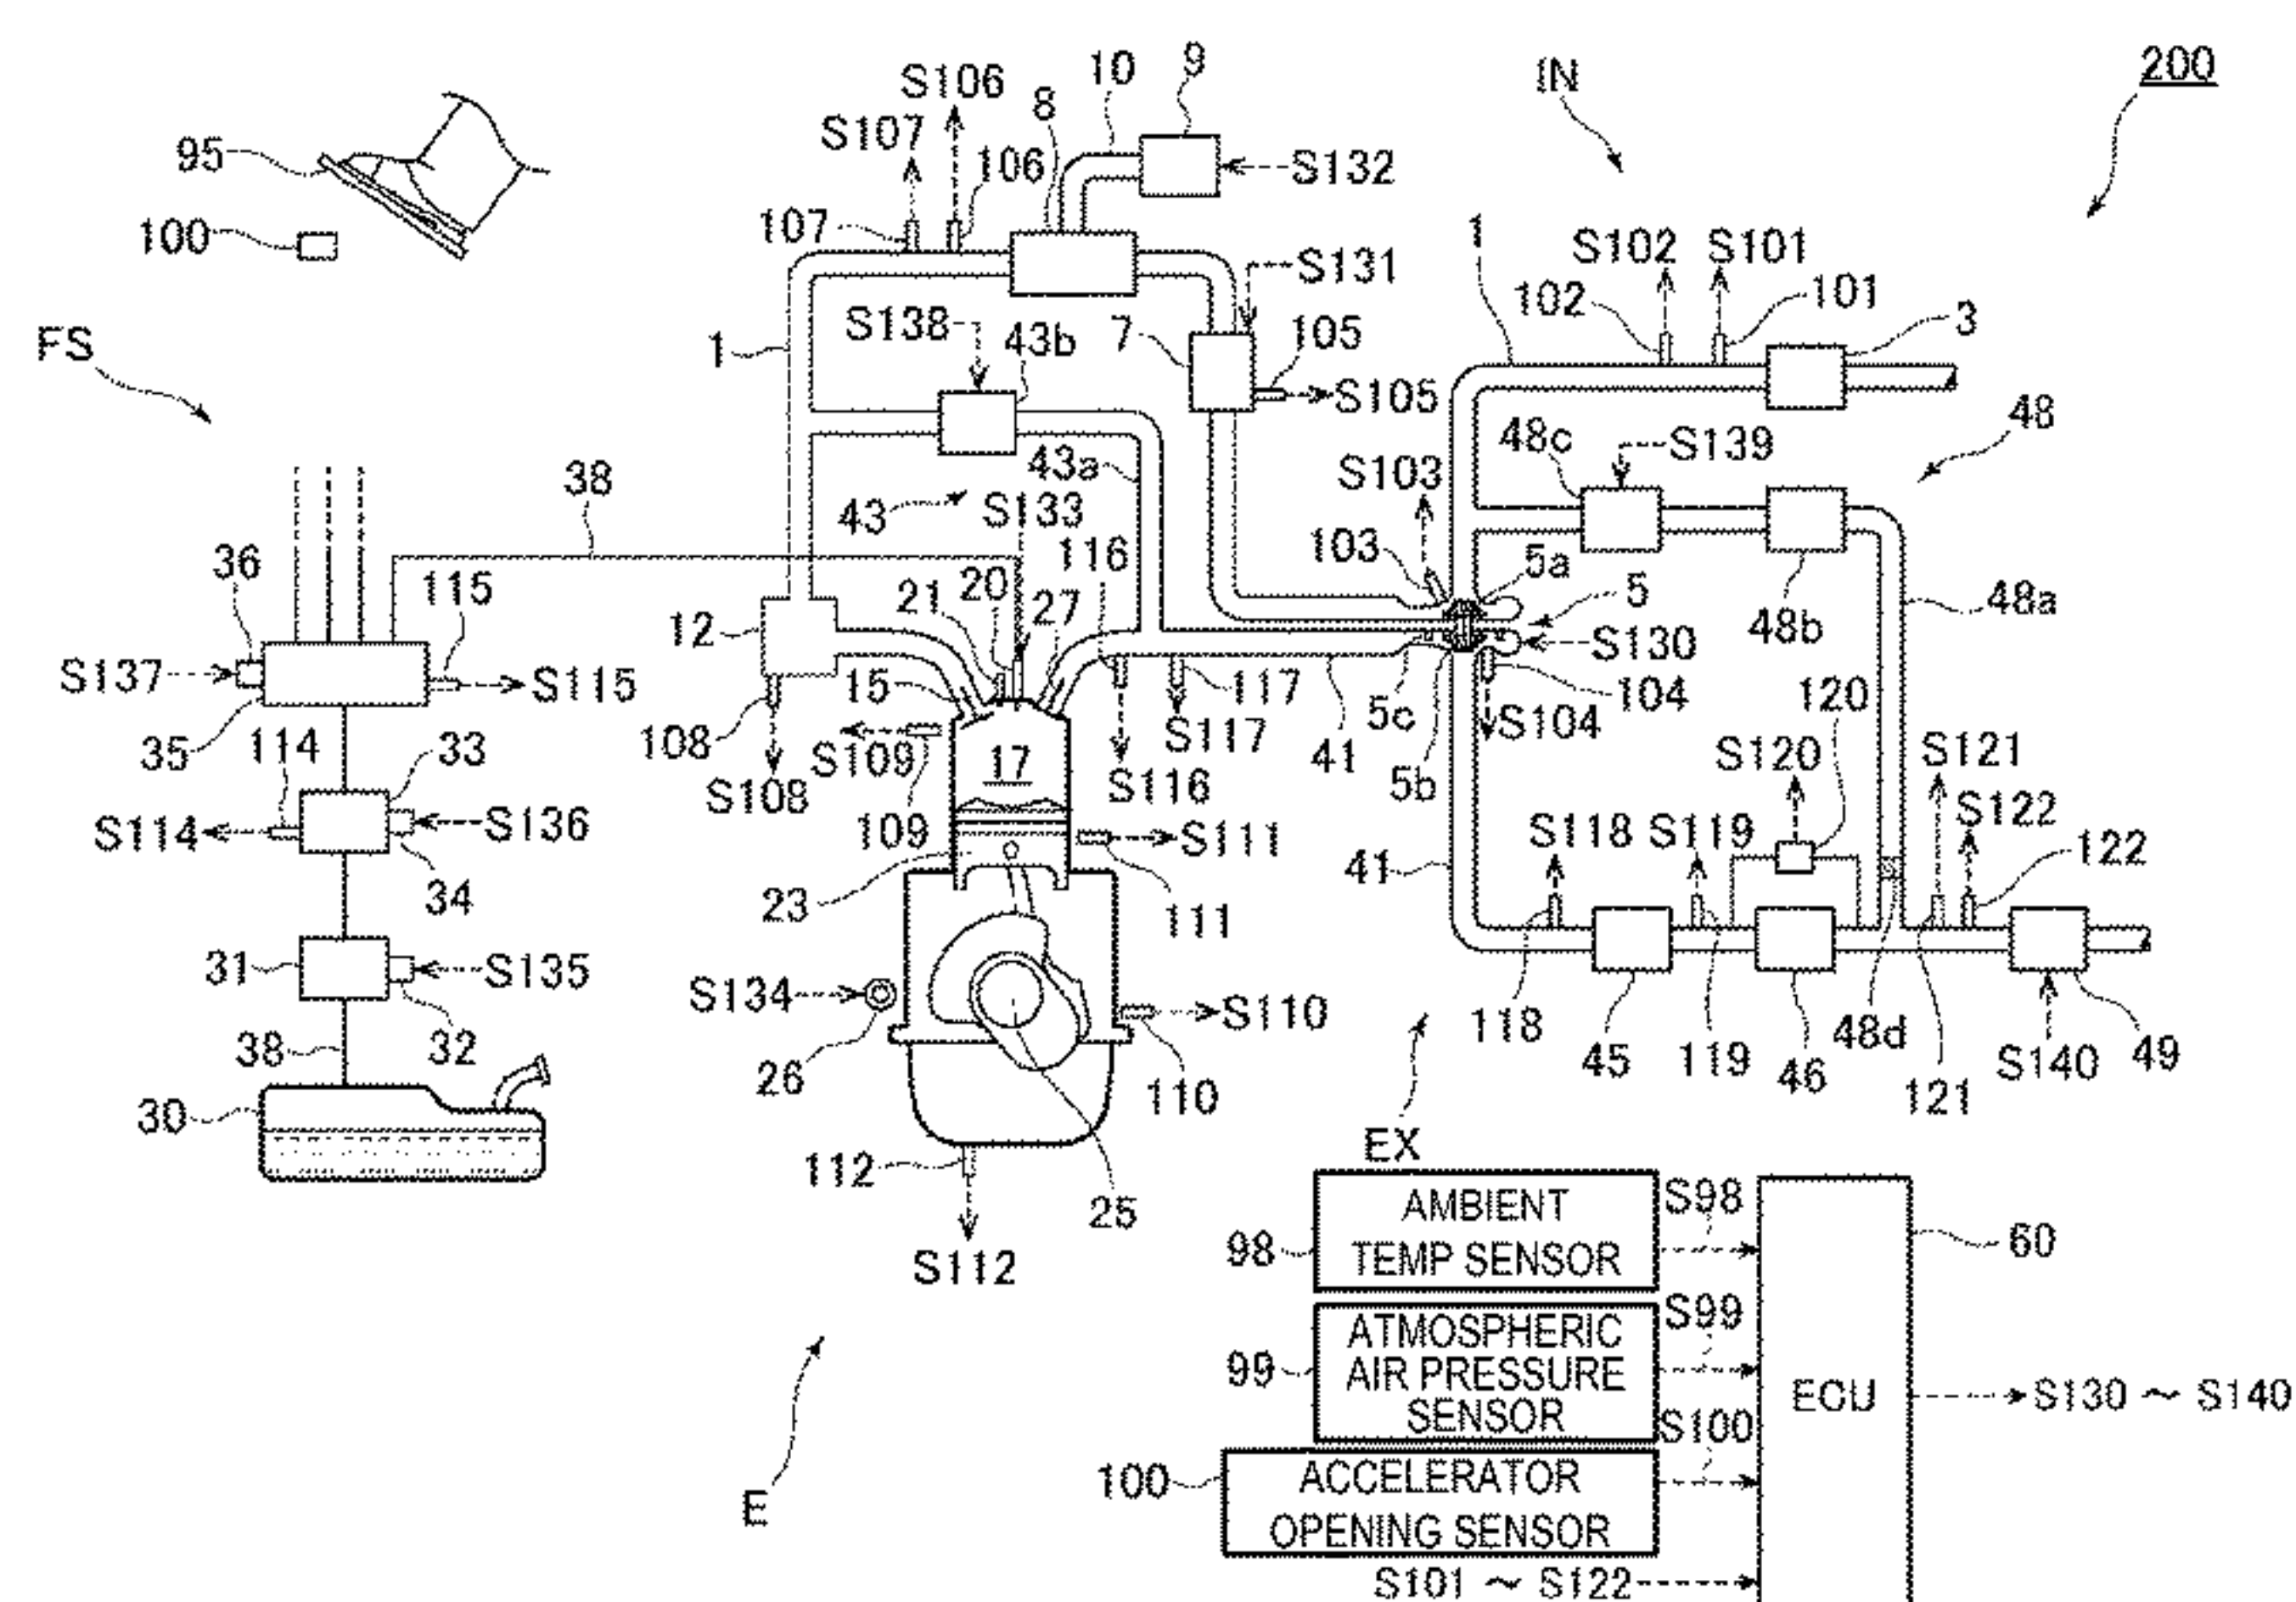 200
IN
9
10
S106
8
S107
S132
106
107
95
100
1
S102
S101
102
101
3
S131
S138
43b
7
105
S105
1
FS
48
48c
S139
43a
S103
38
43
S133
103
5a
5
116
36
115
21
20
27
12
48b
48a
S137
S115
15
117
S130
104
120
35
114
108
S109
17
S117
41
5c
S104
33
S108
S116
5b
S120
S121
S114
S136
109
S111
S118
S119
S122
34
23
41
122
111
31
S135
S134
S110
118
45
119
46
48d
121
S140
49
38
32
26
110
30
112
25
EX
S112
98
AMBIENT
TEMP SENSOR
S98
60
99
ATMOSPHERIC
AIR PRESSURE
SENSOR
S99
ECU
S130 ~ S140
S100
E
100
ACCELERATOR
OPENING SENSOR
S101 ~ S122